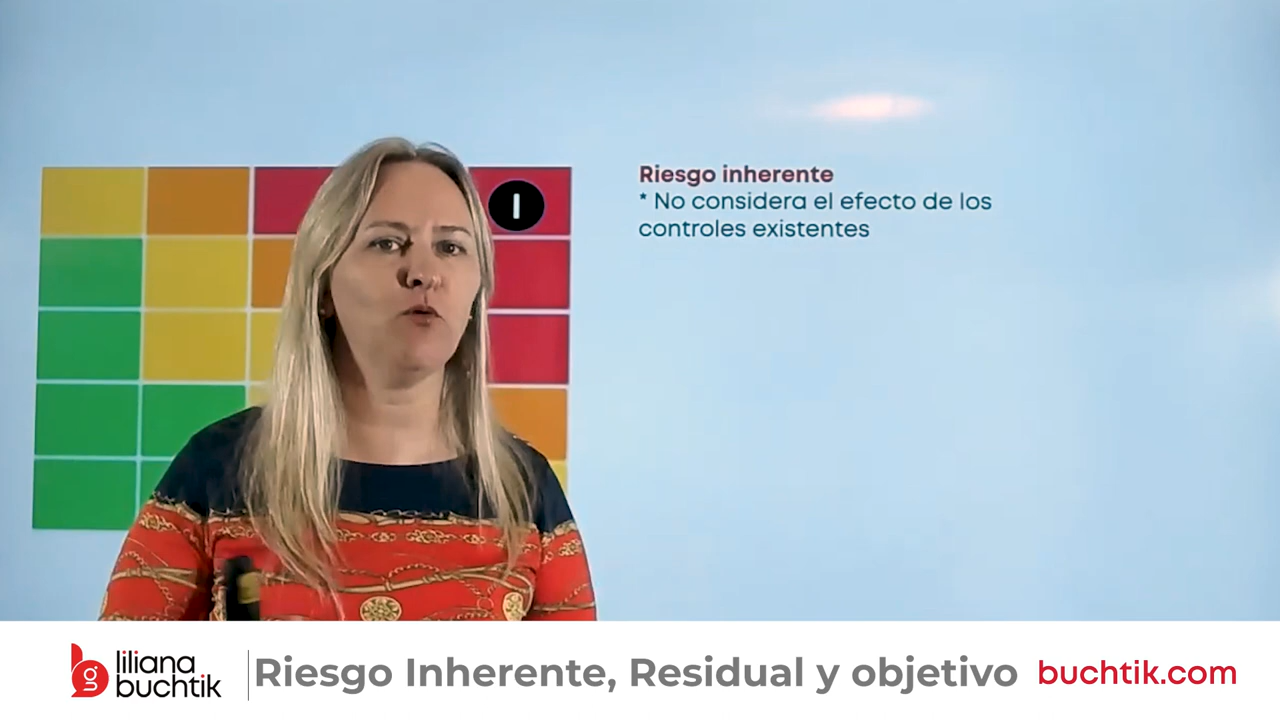 I
Riesgo inherente
* No considera el efecto de los
controles existentes
liliana
buchtik
Riesgo Inherente, Residual y objetivo
buchtik.com